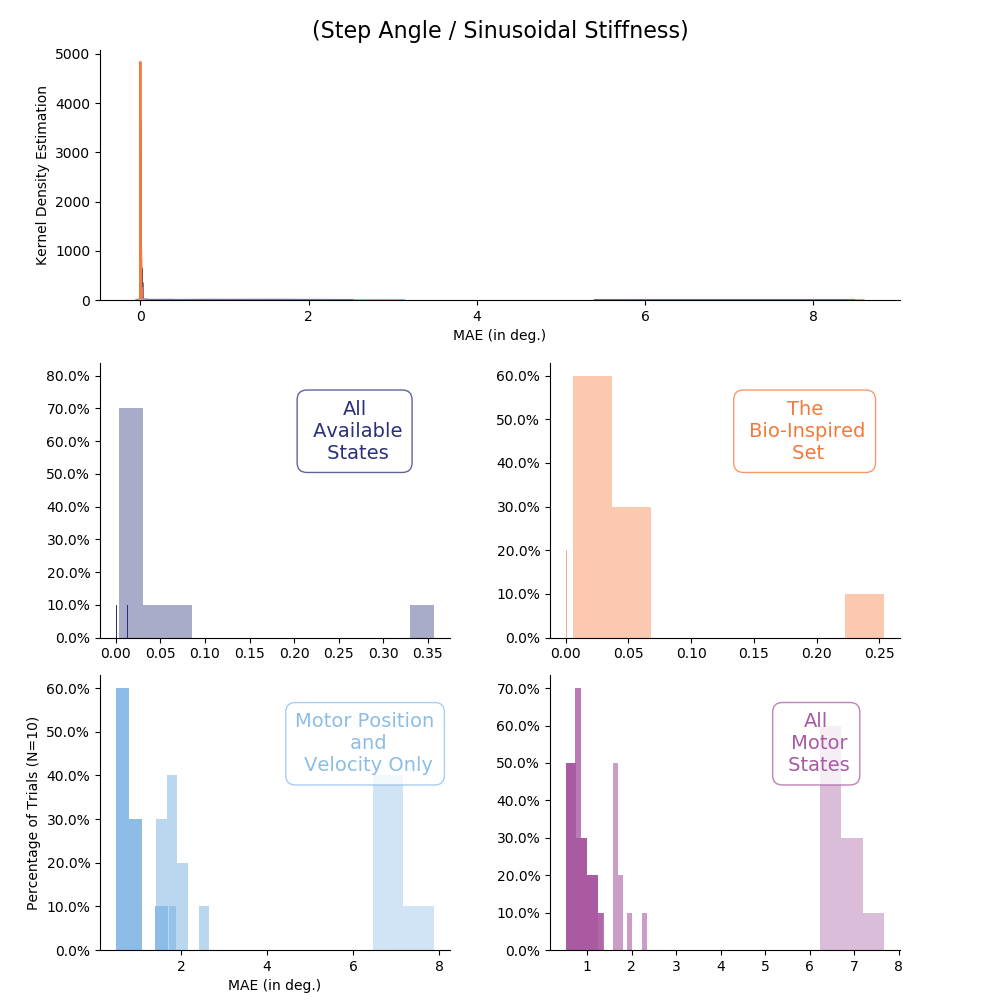 (Step Angle / Sinusoidal Stiffness)
5000
4000
3000
2000
1000
0
Kernel Density Estimation
0 2 4 6 8
MAE (in deg.)
80.0%
70.0%
60.0%
50.0%
40.0%
30.0%
20.0%
10.0%
0.0%
0.00 0.05 0.10 0.15 0.20 0.25 0.30 0.35
All
Available
States
60.0%
50.0%
40.0%
30.0%
20.0%
10.0%
0.0%
0.00 0.05 0.10 0.15 0.20 0.25
The
Bio-Inspired
Set
60.0%
50.0%
40.0%
30.0%
20.0%
10.0%
0.0%
Percentage of Trials (N=10)
2 4 6 8
MAE (in deg.)
Motor Position
and
Velocity Only
70.0%
60.0%
50.0%
40.0%
30.0%
20.0%
10.0%
0.0%
1 2 3 4 5 6 7 8
All
Motor
States